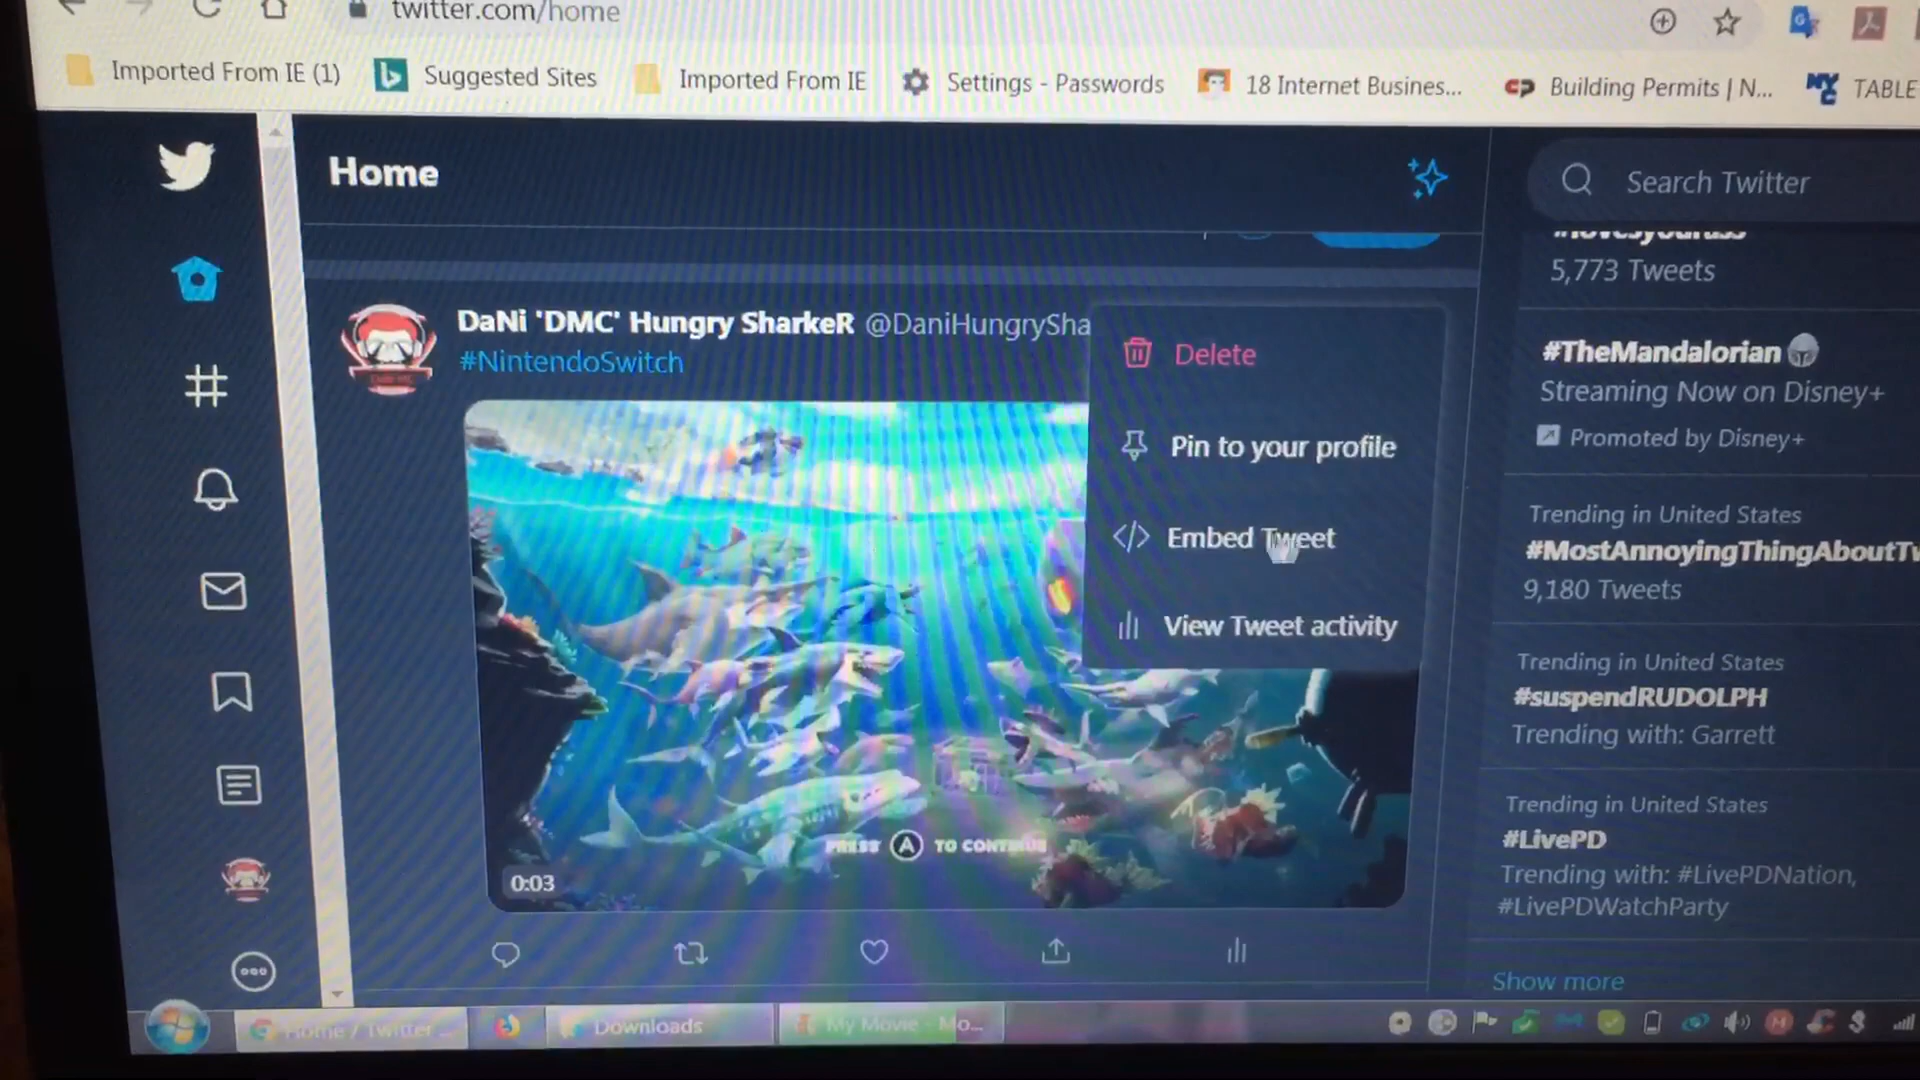 twitter.com/home
Imported From IE (1)
Suggested Sites
Imported From IE
Settings - Passwords
18 Internet Busines...
Building Permits | N...
TABLE
Home
Search Twitter
5,773 Tweets
DaNi 'DMC' Hungry SharkeR @DaniHungrySha
#NintendoSwitch
Delete
Pin to your profile
Embed Tweet
View Tweet activity
PRESS A TO CONTINUE
0:03
#TheMandalorian
Streaming Now on Disney+
Promoted by Disney+
Trending in United States
#MostAnnoyingThingAboutTw
9,180 Tweets
Trending in United States
#suspendRUDOLPH
Trending with: Garrett
Trending in United States
#LivePD
Trending with: #LivePDNation,
#LivePDWatchParty
Show more
Home / Twitter ...
Downloads
My Movie - Mo...